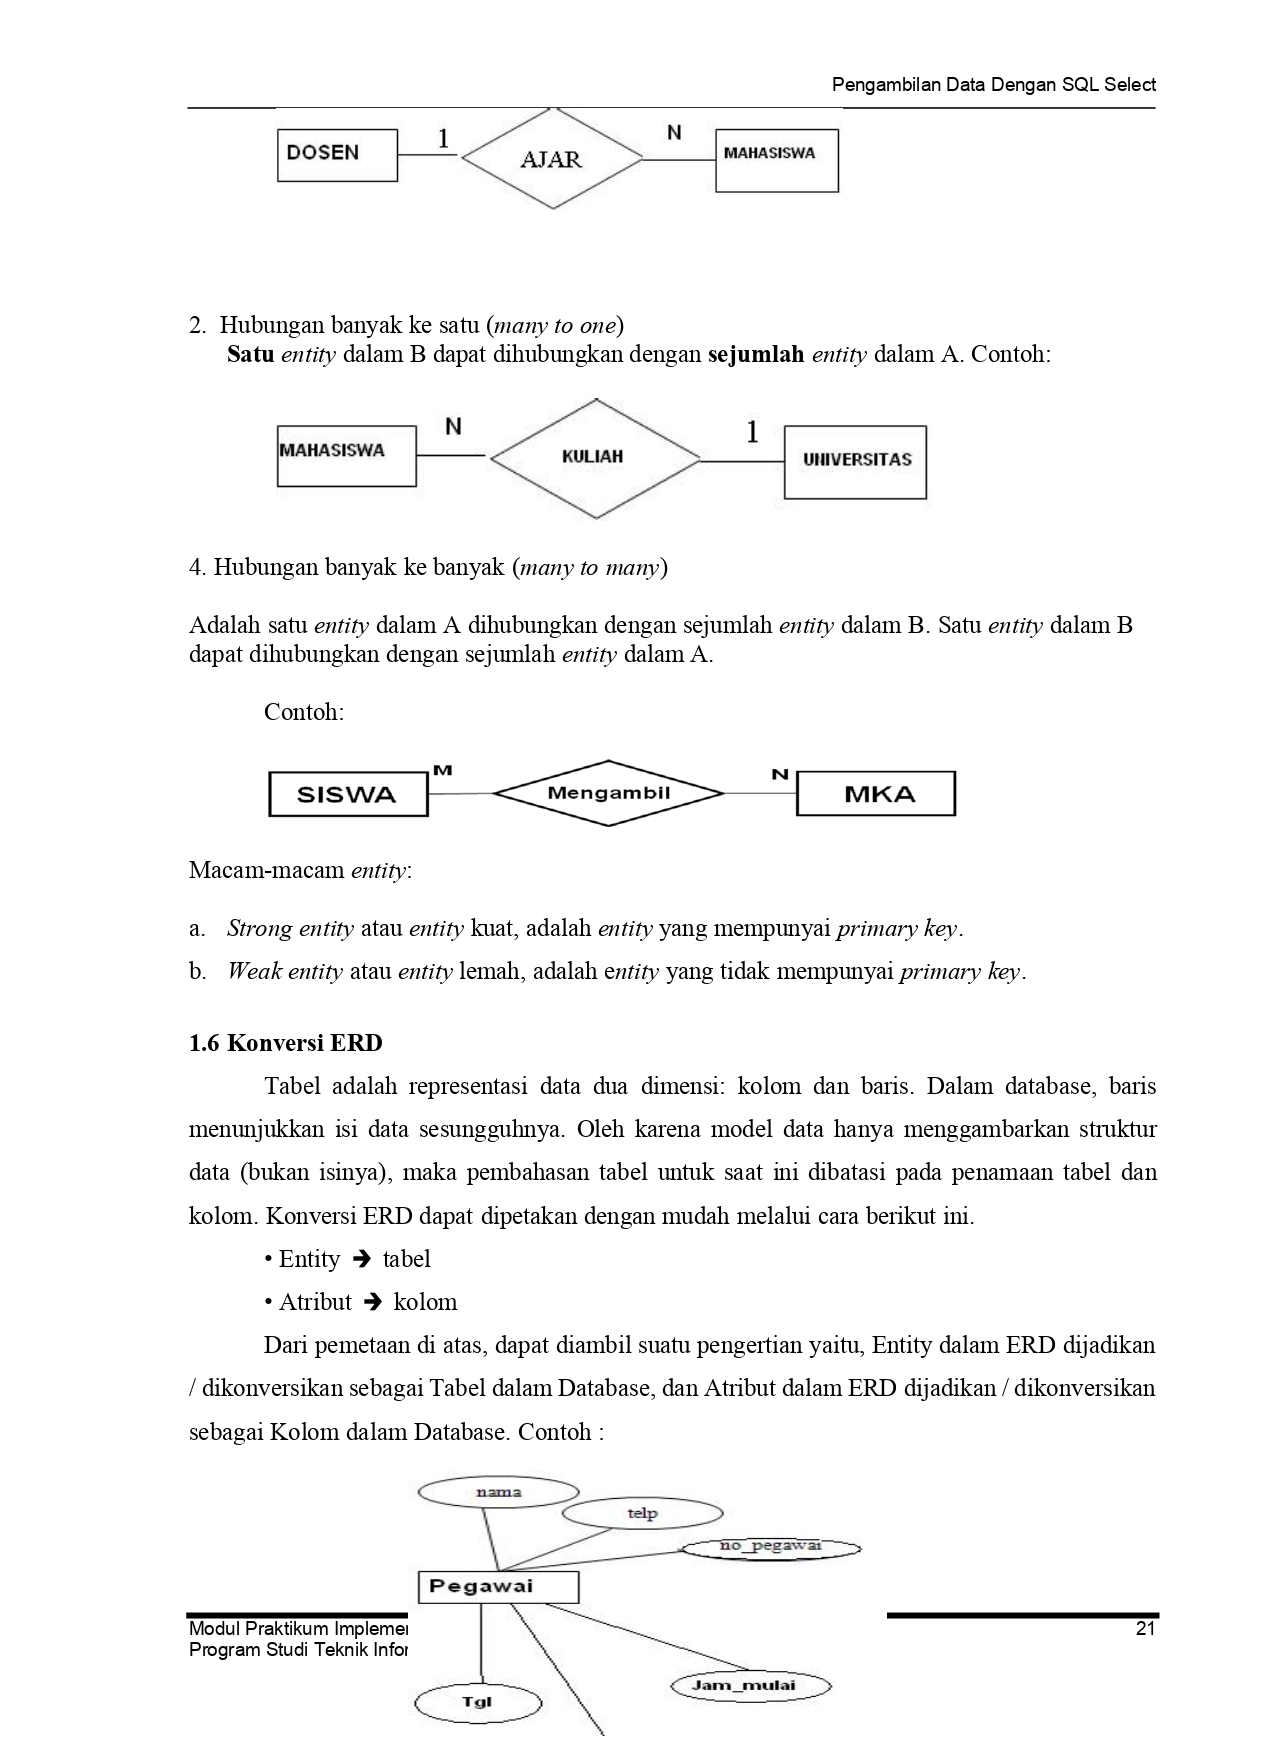 Pengambilan Data Dengan SQL Select
DOSEN 1 AJAR N MAHASISWA
2. Hubungan banyak ke satu (many to one)
Satu entity dalam B dapat dihubungkan dengan sejumlah entity dalam A. Contoh:
MAHASISWA N KULIAH 1 UNIVERSITAS
4. Hubungan banyak ke banyak (many to many)
Adalah satu entity dalam A dihubungkan dengan sejumlah entity dalam B. Satu entity dalam B
dapat dihubungkan dengan sejumlah entity dalam A.
Contoh:
SISWA M Mengambil N MKA
Macam-macam entity:
a. Strong entity atau entity kuat, adalah entity yang mempunyai primary key.
b. Weak entity atau entity lemah, adalah entity yang tidak mempunyai primary key.
1.6 Konversi ERD
Tabel adalah representasi data dua dimensi: kolom dan baris. Dalam database, baris
menunjukkan isi data sesungguhnya. Oleh karena model data hanya menggambarkan struktur
data (bukan isinya), maka pembahasan tabel untuk saat ini dibatasi pada penamaan tabel dan
kolom. Konversi ERD dapat dipetakan dengan mudah melalui cara berikut ini.
• Entity ➔ tabel
• Atribut ➔ kolom
Dari pemetaan di atas, dapat diambil suatu pengertian yaitu, Entity dalam ERD dijadikan
/ dikonversikan sebagai Tabel dalam Database, dan Atribut dalam ERD dijadikan / dikonversikan
sebagai Kolom dalam Database. Contoh :
nama
telp
no_pegawai
Pegawai
Modul Praktikum Implemen 21
Program Studi Teknik Infor
Jam_mulai
Tgl